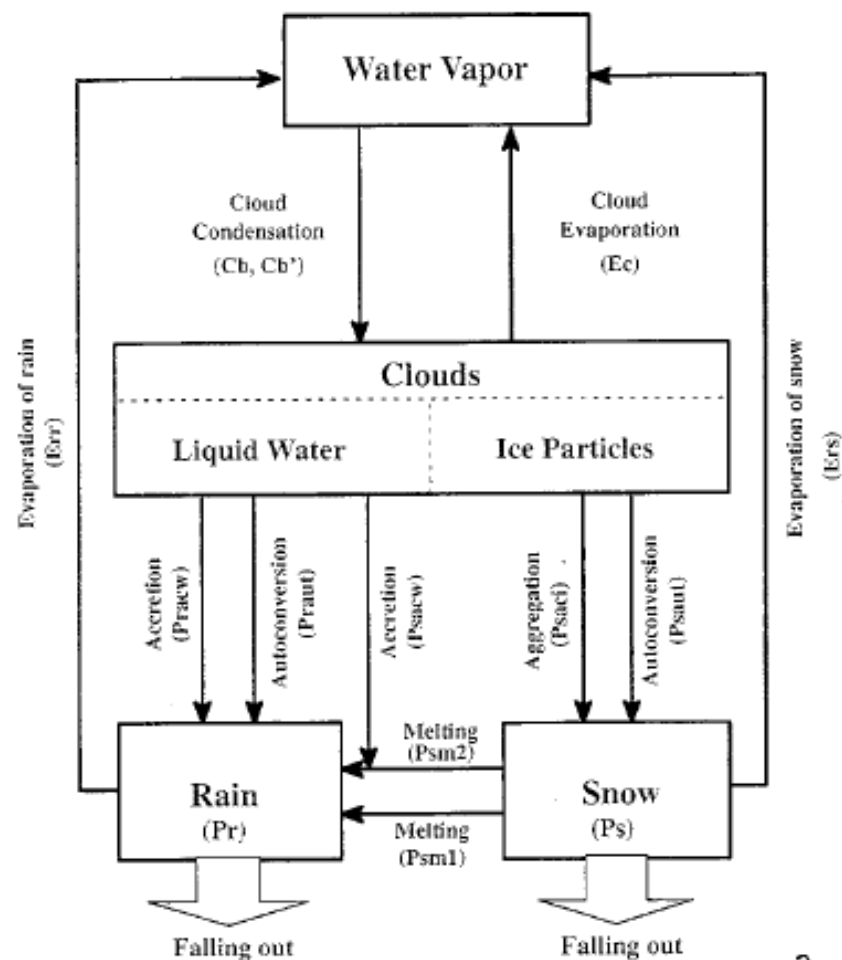 Water Vapor
Cloud
Condensation
(Cb, Cb')
Cloud
Evaporation
(Ec)
Evaporation of rain
(Err)
Evaporation of snow
(Ers)
Clouds
Liquid Water
Ice Particles
Accretion
(Pracw)
Autoconversion
(Praut)
Accretion
(Psacw)
Aggregation
(Psaci)
Autoconversion
(Psaut)
Melting
(Psm2)
Rain
(Pr)
Snow
(Ps)
Melting
(Psm1)
Falling out
Falling out